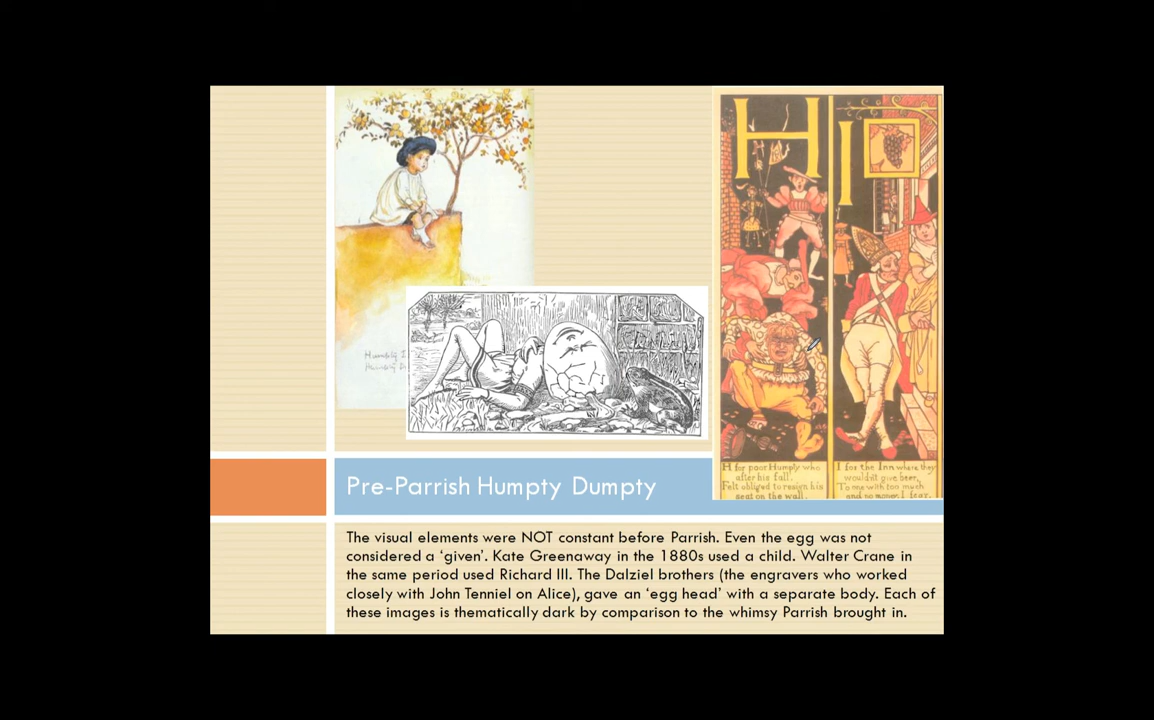 H
I
Humpty
H for poor Humpty who
after his fall.
Felt obliged to resign his
seat on the wall.
I for the Inn where they
wouldn't give beer,
To one with too much
and no money I fear.
Pre-Parrish Humpty Dumpty
The visual elements were NOT constant before Parrish. Even the egg was not
considered a ‘given’. Kate Greenaway in the 1880s used a child. Walter Crane in
the same period used Richard III. The Dalziel brothers (the engravers who worked
closely with John Tenniel on Alice), gave an ‘egg head’ with a separate body. Each of
these images is thematically dark by comparison to the whimsy Parrish brought in.